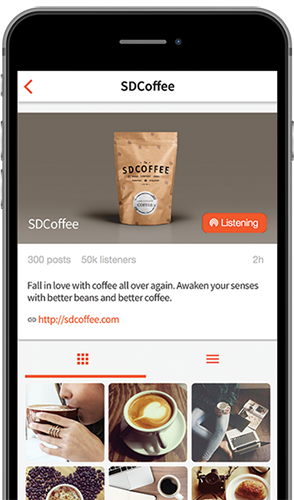 SDCoffee
SDCOFFEE
COFFEE
SDCoffee
Listening
300 posts 50k listeners 2h
Fall in love with coffee all over again. Awaken your senses
with better beans and better coffee.
http://sdcoffee.com